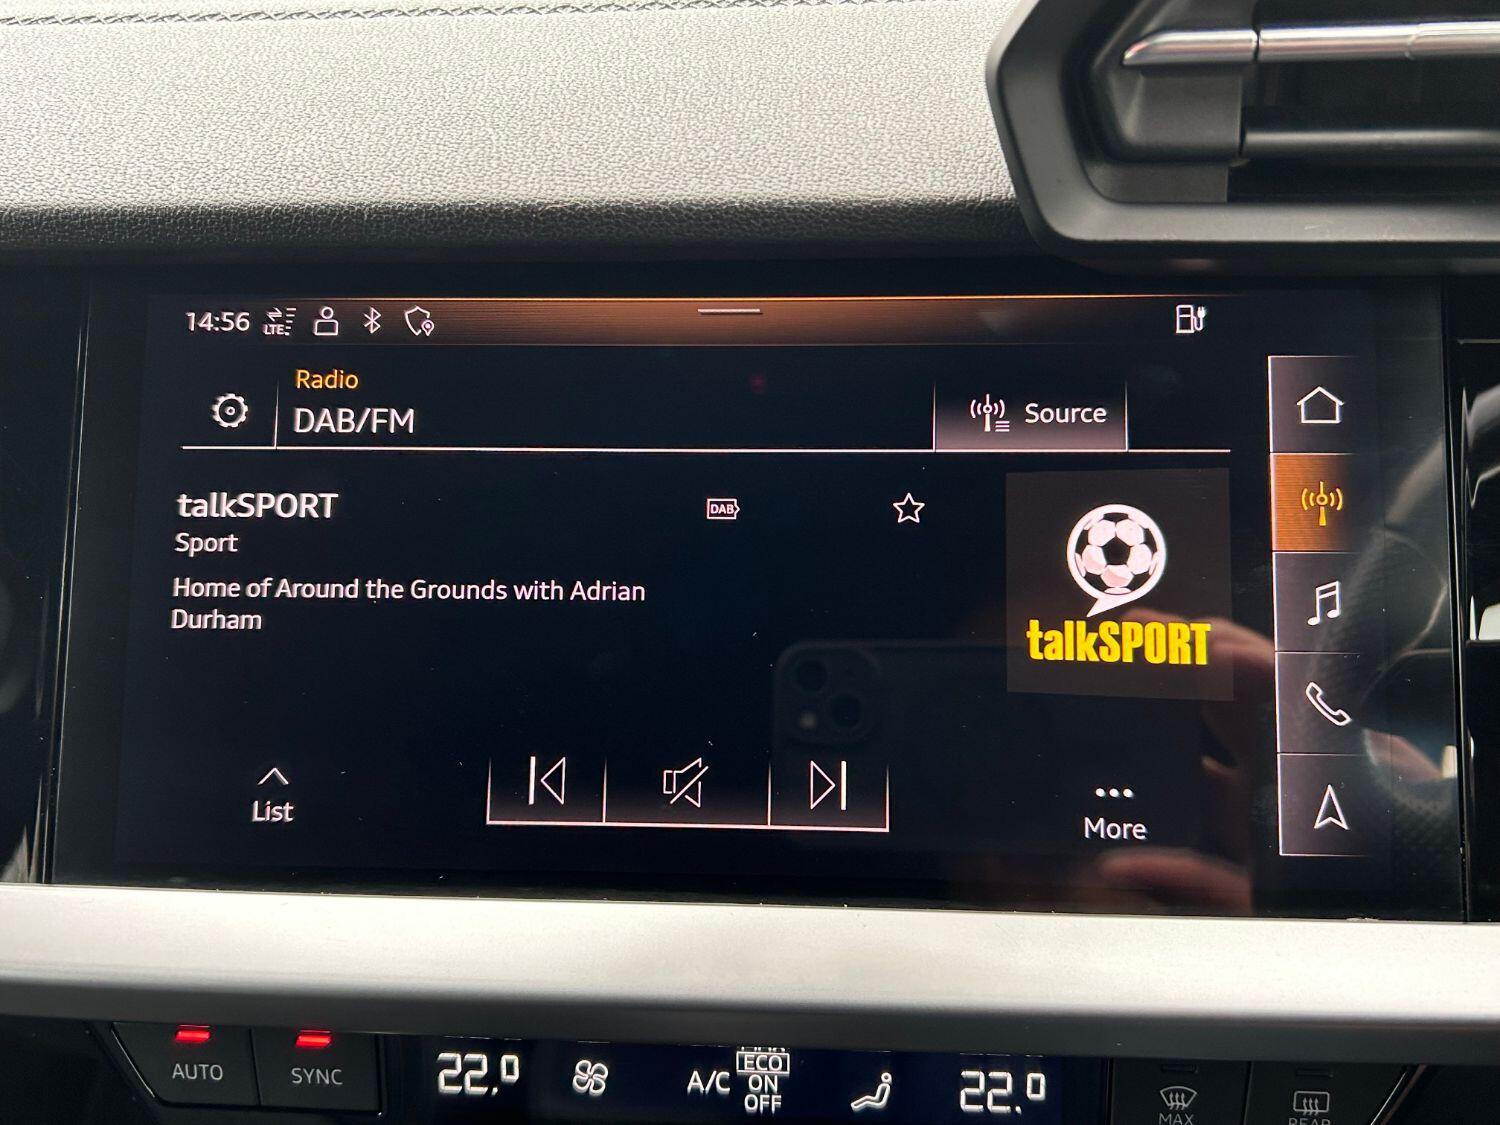 14:56 LTE
Radio
DAB/FM
Source
talkSPORT
DAB
Sport
Home of Around the Grounds with Adrian
Durham
talkSPORT
List
More
AUTO
SYNC
22.0
A/C
ECO
ON
OFF
22.0
MAX
REAR